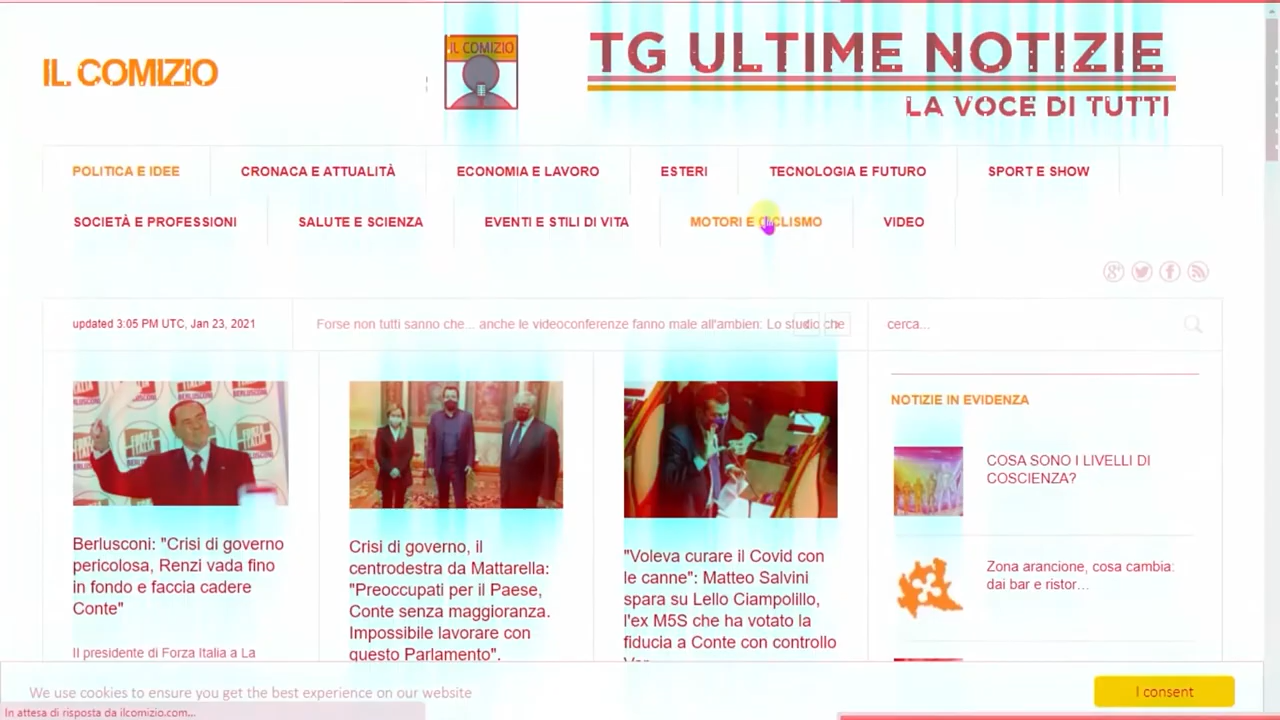 IL COMIZIO
IL COMIZIO
TG ULTIME NOTIZIE
LA VOCE DI TUTTI
POLITICA E IDEE
CRONACA E ATTUALITÀ
ECONOMIA E LAVORO
ESTERI
TECNOLOGIA E FUTURO
SPORT E SHOW
SOCIETÀ E PROFESSIONI
SALUTE E SCIENZA
EVENTI E STILI DI VITA
MOTORI E CICLISMO
VIDEO
updated 3:05 PM UTC, Jan 23, 2021
Forse non tutti sanno che... anche le videoconferenze fanno male all'ambien: Lo studio che
cerca...
Berlusconi: "Crisi di governo
pericolosa, Renzi vada fino
in fondo e faccia cadere
Conte"
Il presidente di Forza Italia a La
Crisi di governo, il
centrodestra da Mattarella:
"Preoccupati per il Paese,
Conte senza maggioranza.
Impossibile lavorare con
questo Parlamento".
"Voleva curare il Covid con
le canne": Matteo Salvini
spara su Lello Ciampolillo,
l'ex M5S che ha votato la
fiducia a Conte con controllo
NOTIZIE IN EVIDENZA
COSA SONO I LIVELLI DI
COSCIENZA?
Zona arancione, cosa cambia:
dai bar e ristor...
We use cookies to ensure you get the best experience on our website
I consent
In attesa di risposta da ilcomizio.com...